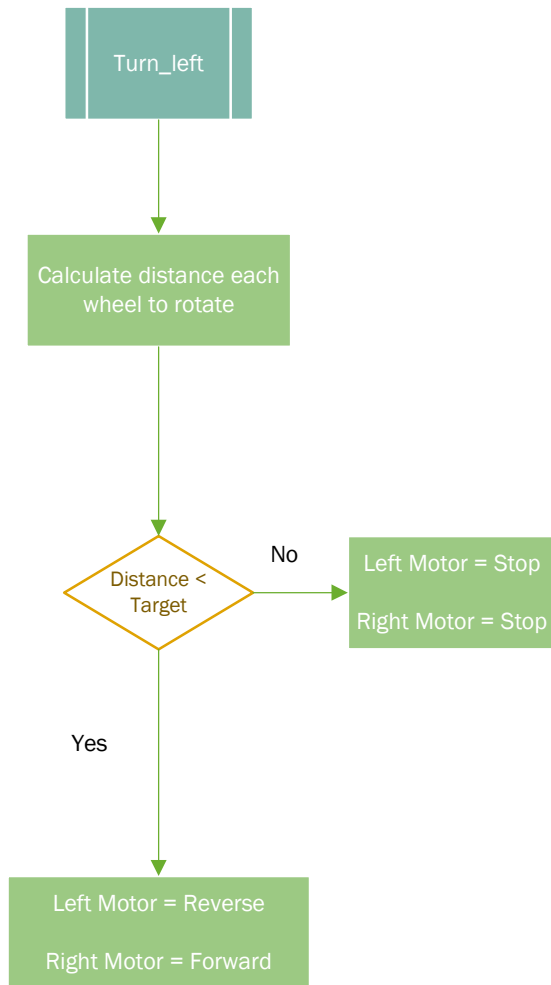 Turn_left
Calculate distance each
wheel to rotate
Distance <
Target
No
Left Motor = Stop
Right Motor = Stop
Yes
Left Motor = Reverse
Right Motor = Forward